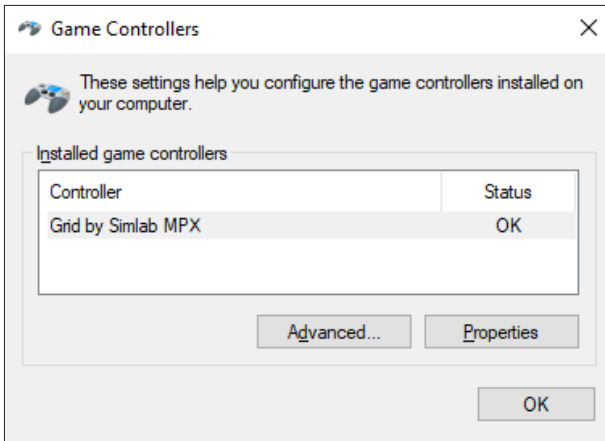 Game Controllers
These settings help you configure the game controllers installed on
your computer.
Installed game controllers
Controller Status
Grid by Simlab MPX OK
Advanced... Properties
OK